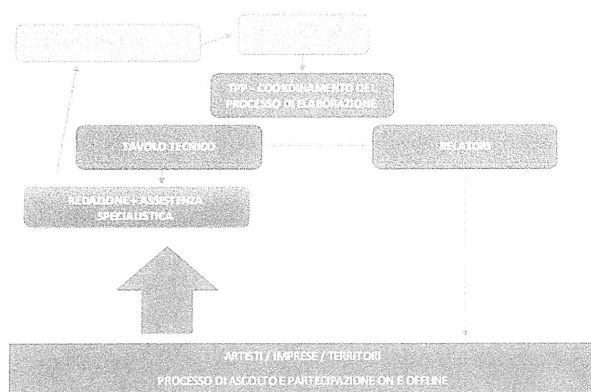 TPP – COORDINAMENTO DEL
PROCESSO DI ELABORAZIONE
TAVOLO TECNICO
RELATORI
REDAZIONE + ASSISTENZA
SPECIALISTICA
ARTISTI / IMPRESE / TERRITORI
PROCESSO DI ASCOLTO E PARTECIPAZIONE ON E OFFLINE